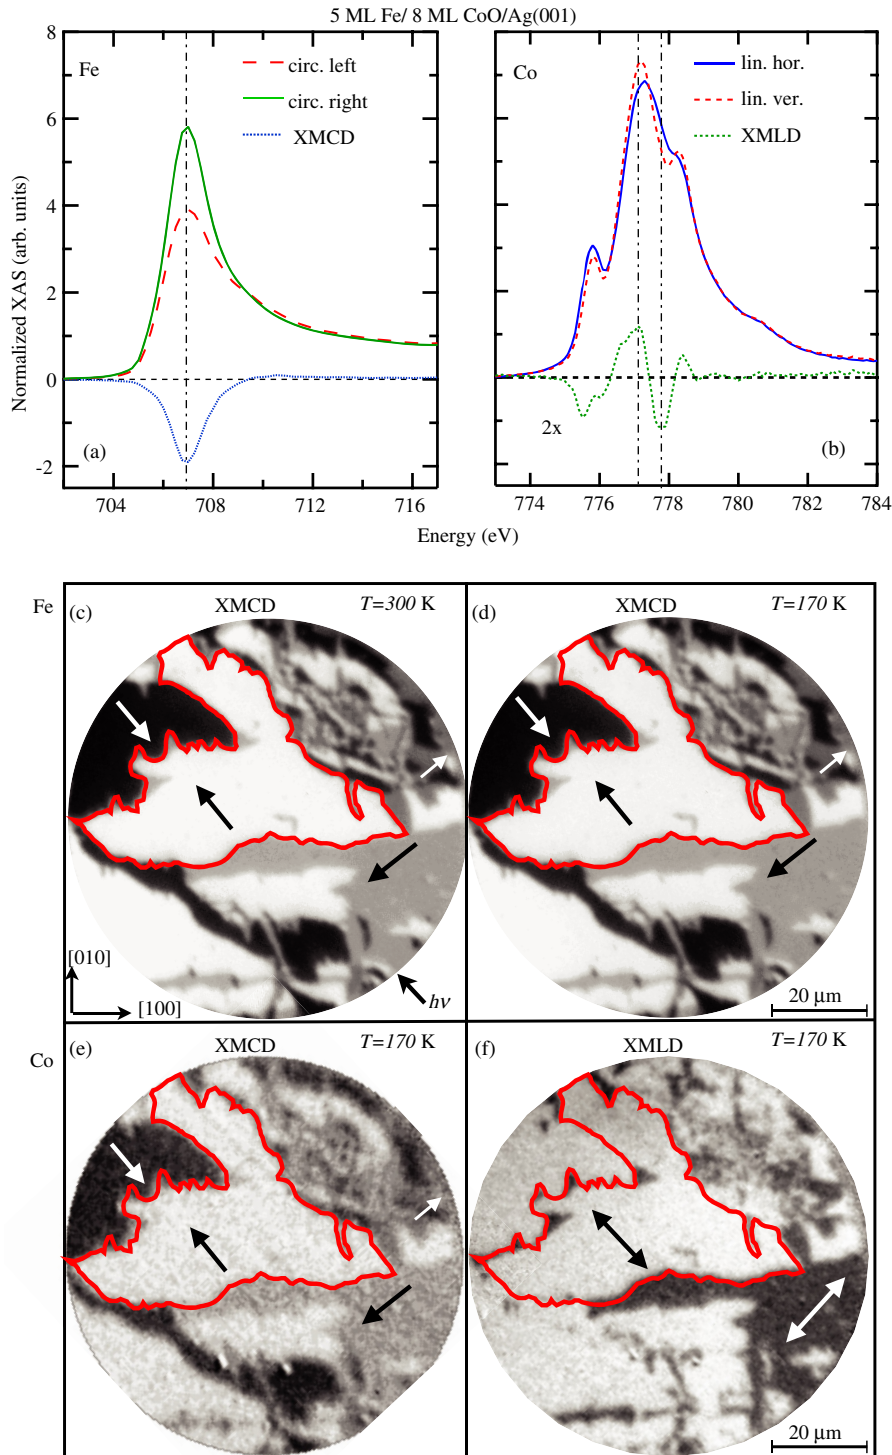 5 ML Fe/ 8 ML CoO/Ag(001)
Normalized XAS (arb. units)
8
6
4
2
0
-2
Fe
circ. left
circ. right
XMCD
(a)
704
708
712
716
Co
lin. hor.
lin. ver.
XMLD
2x
(b)
774
776
778
780
782
784
Energy (eV)
Fe
(c)
XMCD
T=300 K
[010]
[100]
hν
(d)
XMCD
T=170 K
20 μm
Co
(e)
XMCD
T=170 K
(f)
XMLD
T=170 K
20 μm